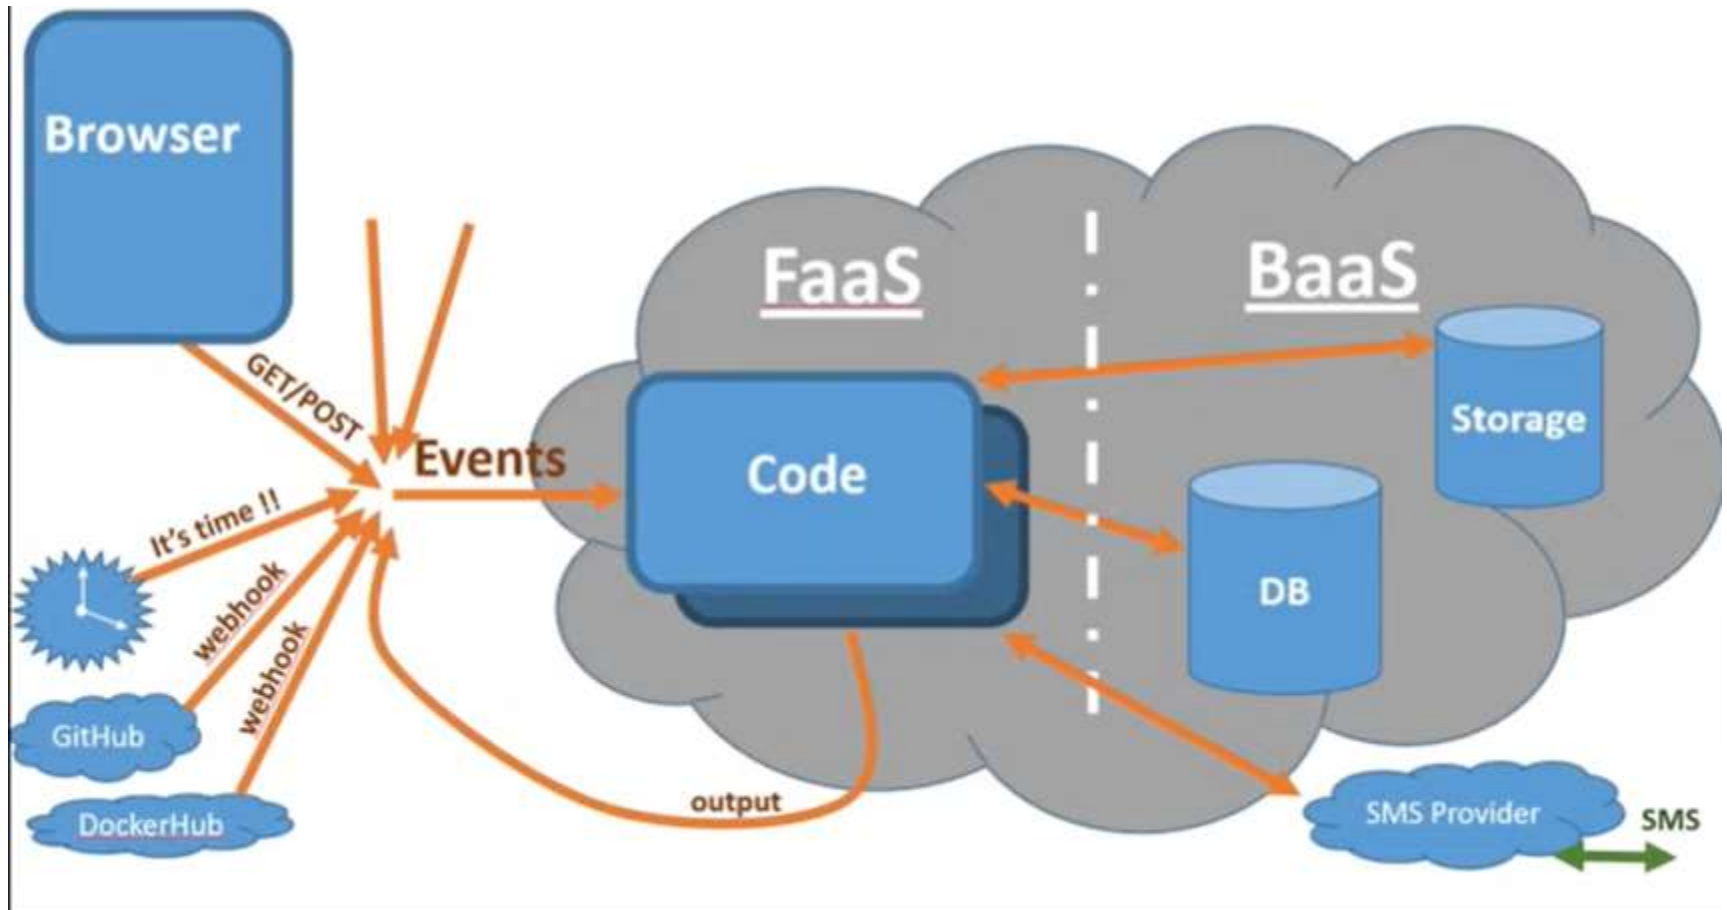 Browser
FaaS
BaaS
GET/POST
Events
Code
Storage
It's time !!
webhook
webhook
DB
GitHub
DockerHub
output
SMS Provider
SMS